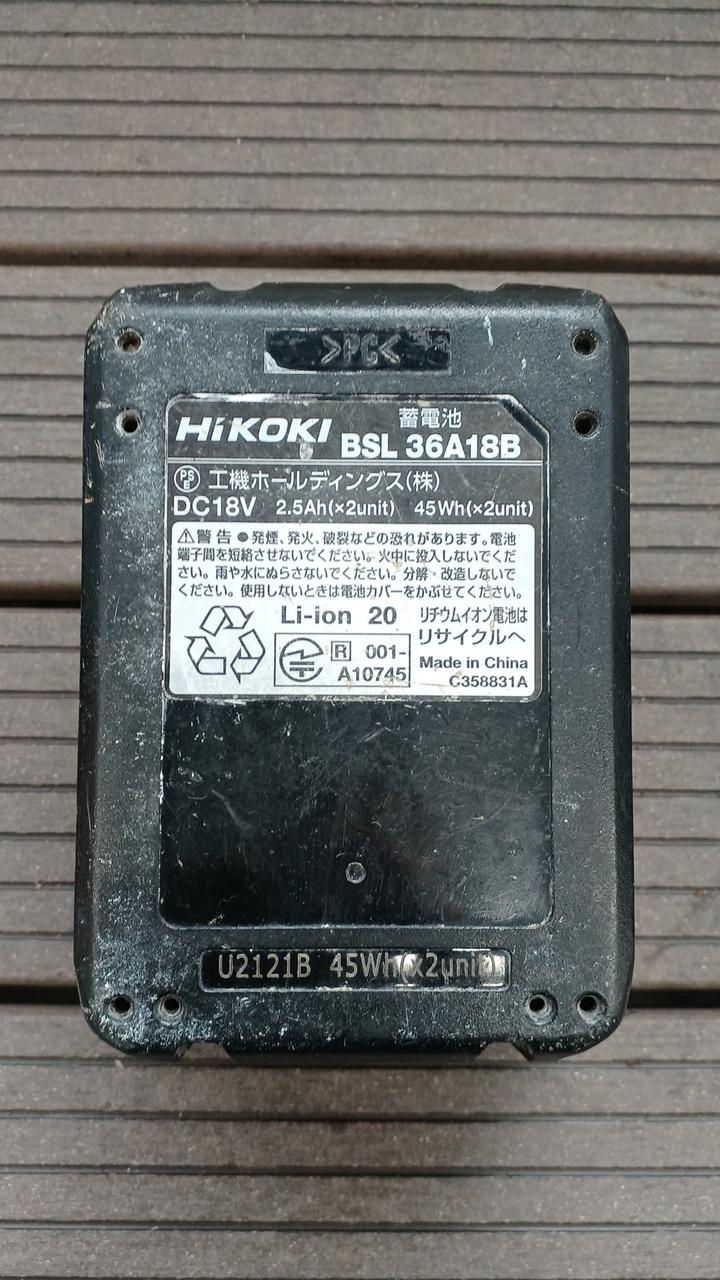 >PC<
HiKOKI 蓄電池
BSL 36A18B
PS E 工機ホールディングス(株)
DC18V 2.5Ah(×2unit) 45Wh(×2unit)
⚠警告 ●発煙、発火、破裂などの恐れがあります。電池
端子間を短絡させないでください。火中に投入しないでくだ
さい。雨や水にぬらさないでください。分解・改造しないで
ください。使用しないときは電池カバーをかぶせてください。
Li-ion 20
リチウムイオン電池は
リサイクルへ
R 001-
A10745
Made in China
C358831A
U2121B 45Wh(x2unit)